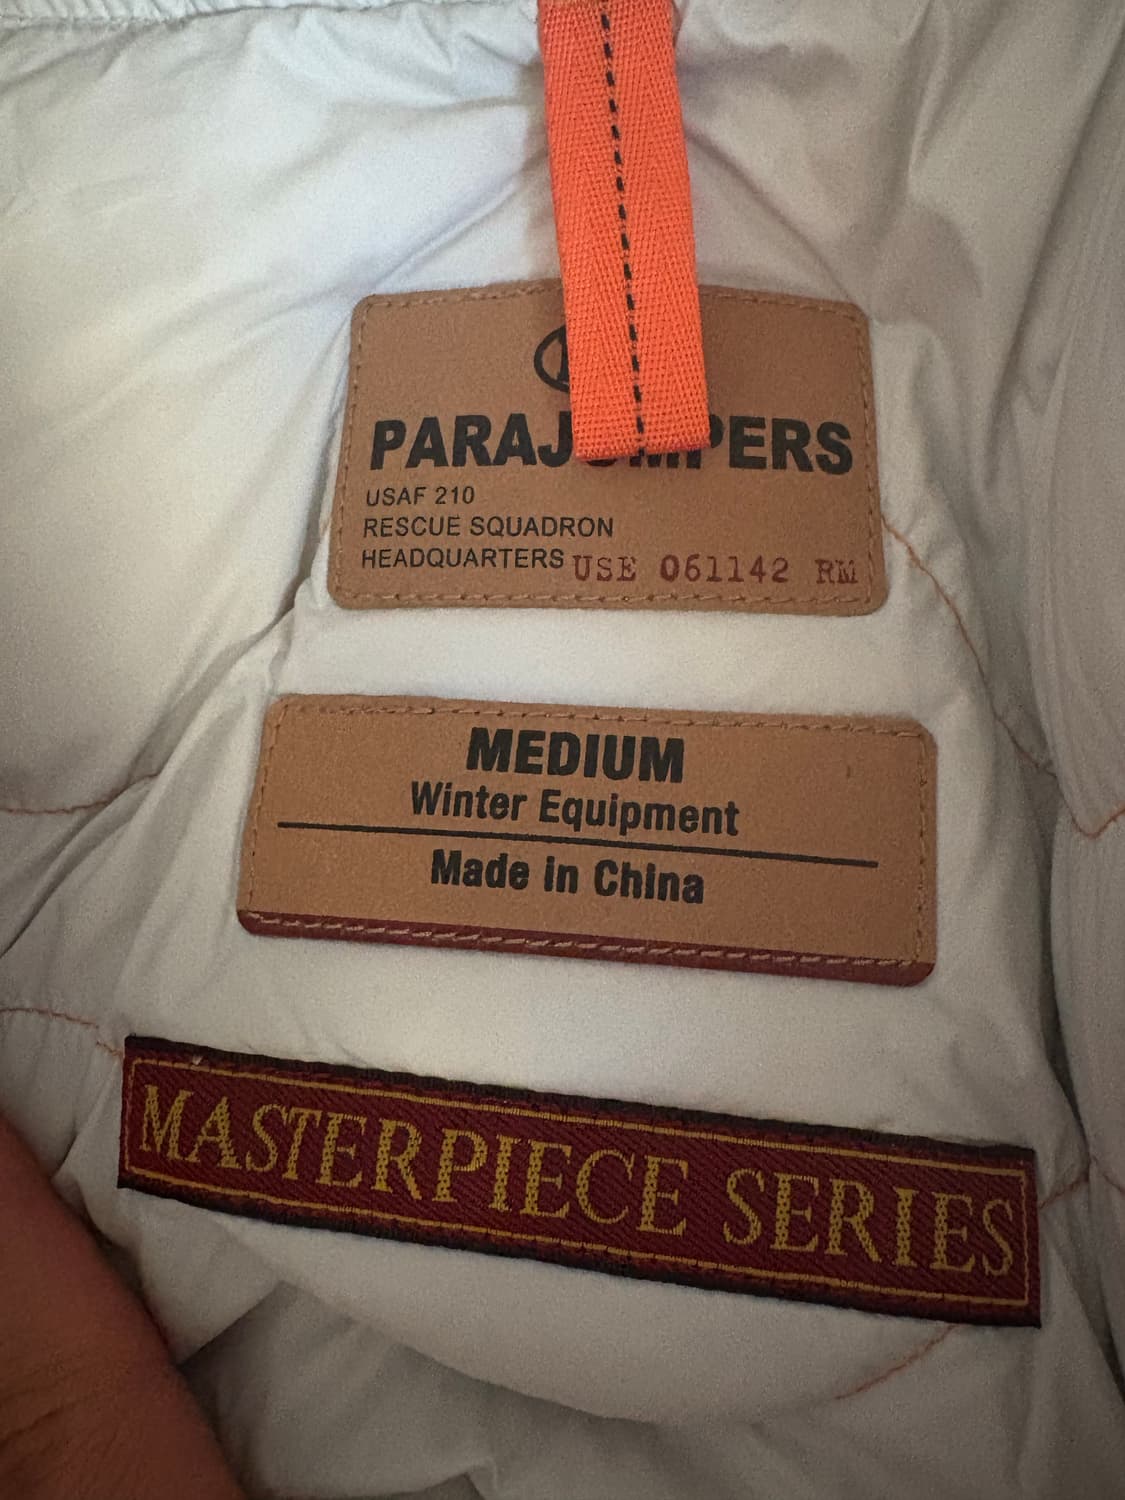 PARAJUMPERS
USAF 210
RESCUE SQUADRON
HEADQUARTERS USE 061142 RM
MEDIUM
Winter Equipment
Made in China
MASTERPIECE SERIES